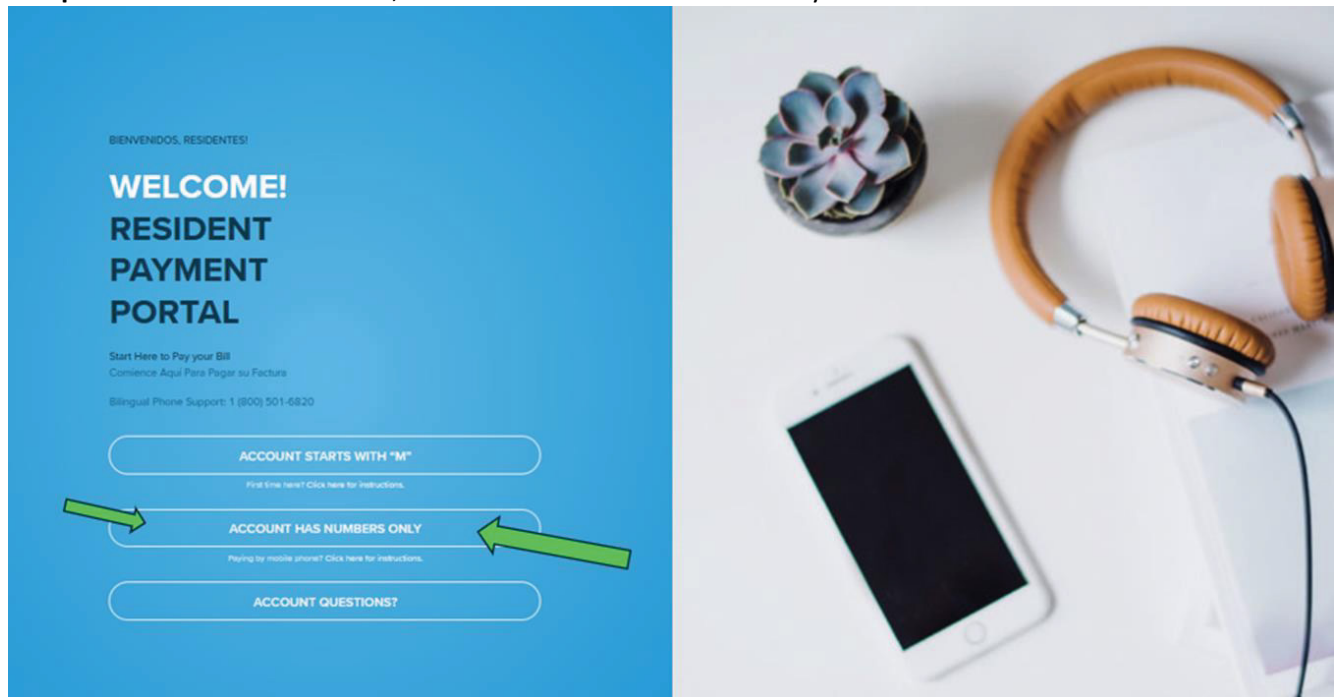 BIENVENIDOS, RESIDENTES!
WELCOME!
RESIDENT
PAYMENT
PORTAL
Start Here to Pay your Bill
Comience Aqui Para Pagar su Factura
Bilingual Phone Support: 1 (800) 501-6820
ACCOUNT STARTS WITH "M"
First time here? Click here for instructions.
ACCOUNT HAS NUMBERS ONLY
Paying by mobile phone? Click here for instructions.
ACCOUNT QUESTIONS?